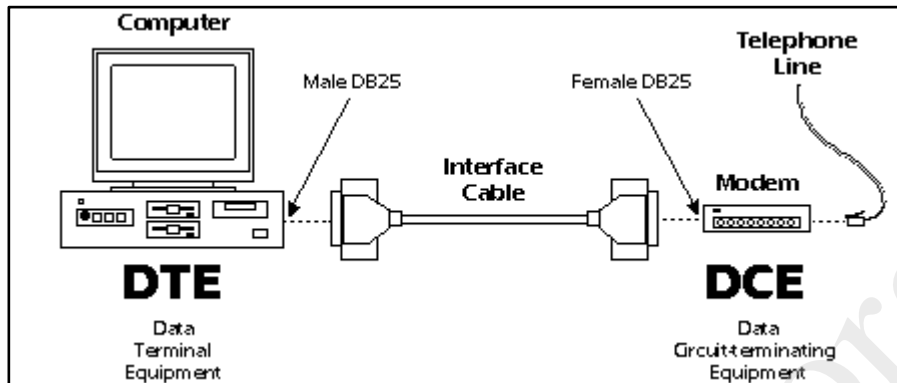 Computer
Telephone
Line
Male DB25
Female DB25
Interface
Cable
Modem
DTE
DCE
Data
Terminal
Equipment
Data
Circuit-terminating
Equipment